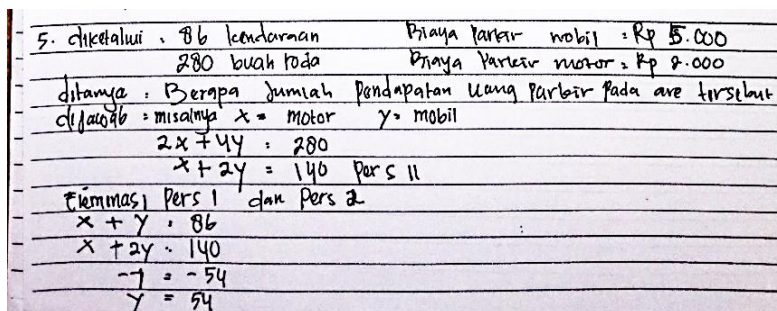 5. diketahui : 86 kendaraan Biaya Parkir mobil : Rp 5.000
280 buah roda Biaya Parkir motor : Rp 2.000
ditanya : Berapa Jumlah Pendapatan Uang Parkir Pada are tersebut
dijawab : misalnya x = motor y = mobil
2x + 4y = 280
x + 2y = 140 Pers 11
Eleminasi Pers 1 dan Pers 2
x + y = 86
x + 2y = 140
-y = -54
y = 54